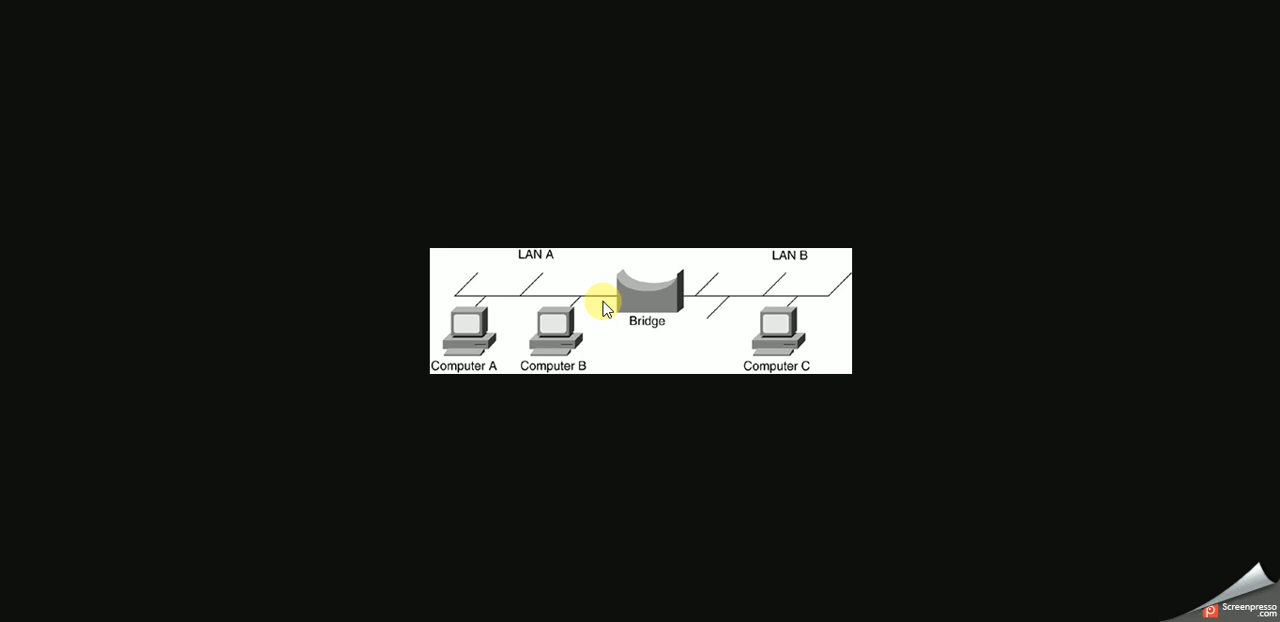 LAN A
LAN B
Bridge
Computer A
Computer B
Computer C
Screenpresso
.com